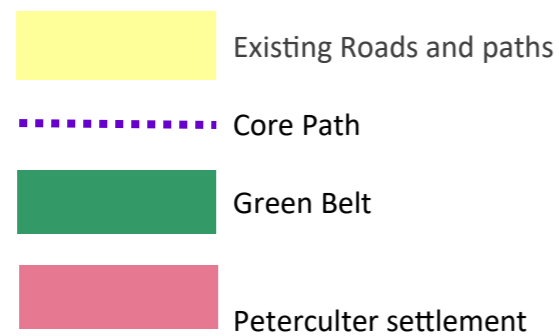 Existing Roads and paths
Core Path
Green Belt
Peterculter settlement